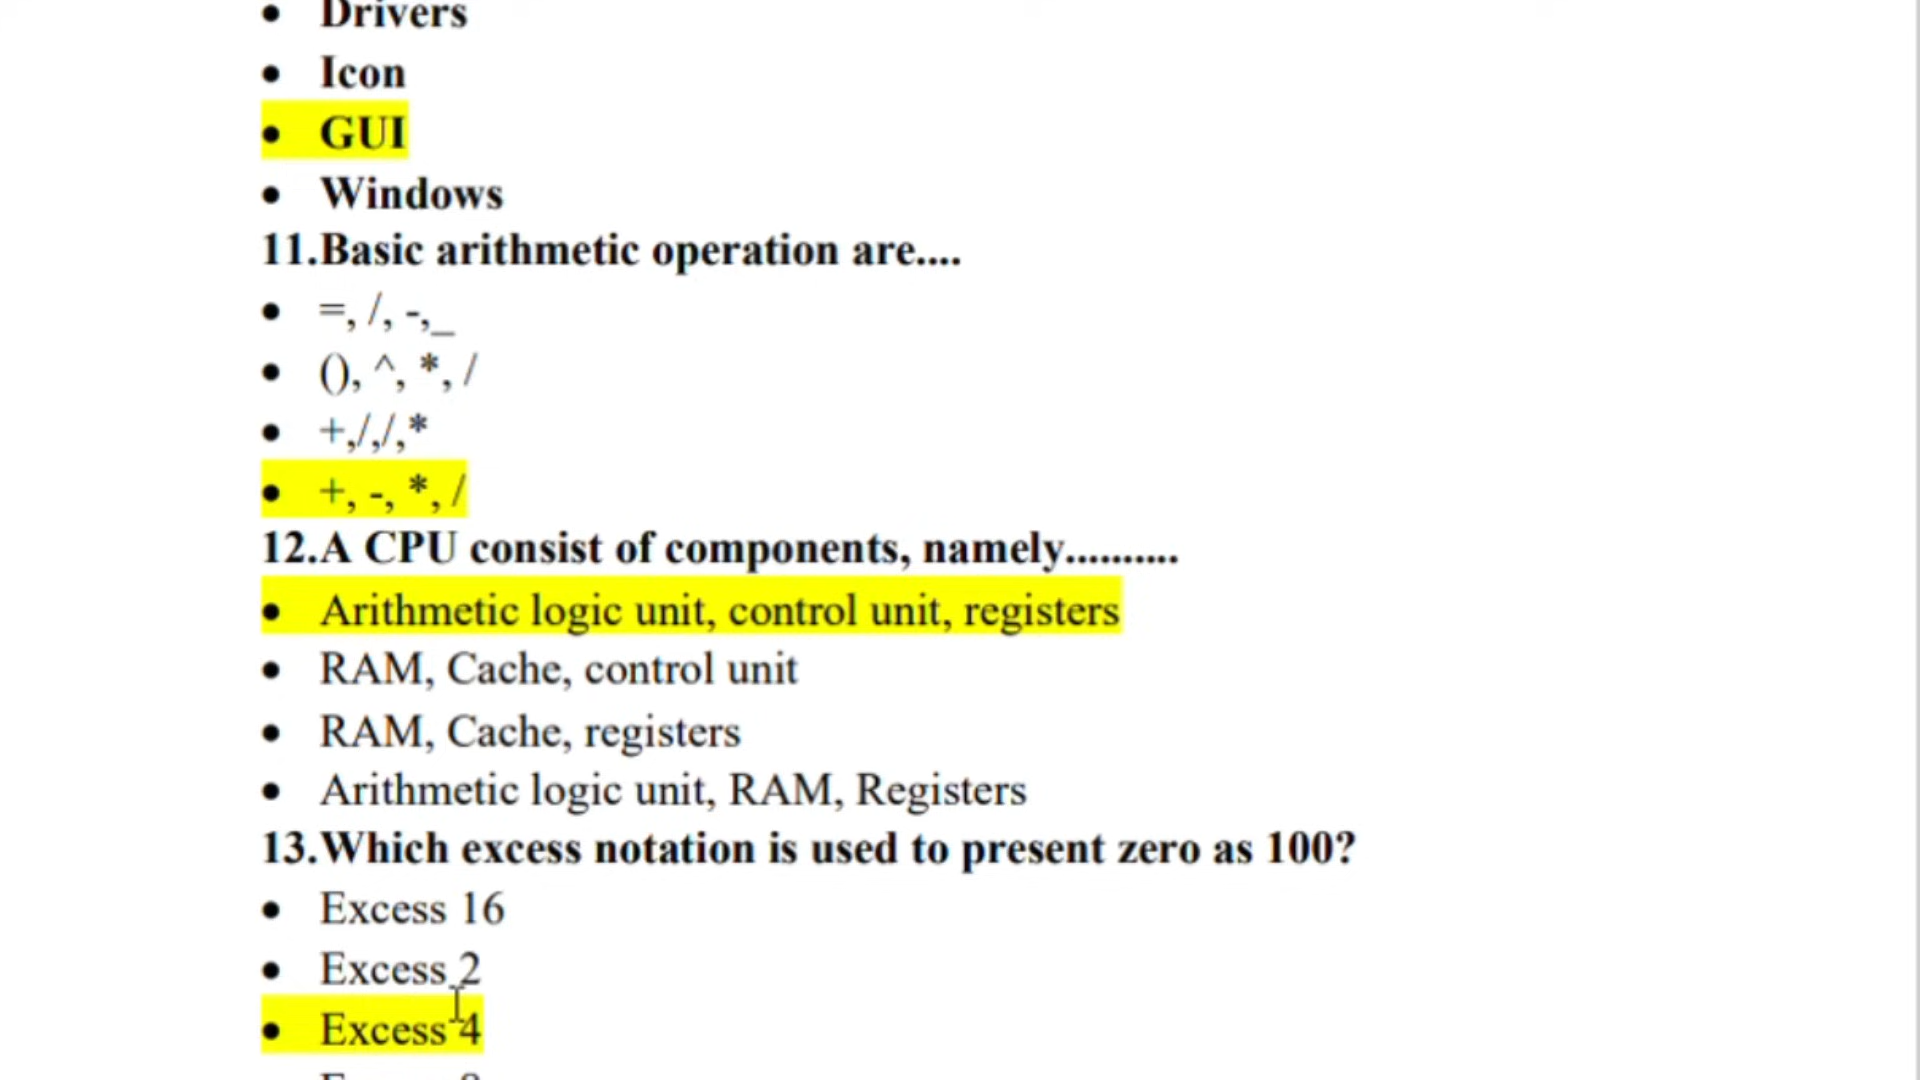 • Drivers
• Icon
• GUI
• Windows
11.Basic arithmetic operation are....
• =, /, -,_
• (), ^, *, /
• +,/,/,*
• +, -, *, /
12.A CPU consist of components, namely..........
• Arithmetic logic unit, control unit, registers
• RAM, Cache, control unit
• RAM, Cache, registers
• Arithmetic logic unit, RAM, Registers
13.Which excess notation is used to present zero as 100?
• Excess 16
• Excess 2
• Excess 4